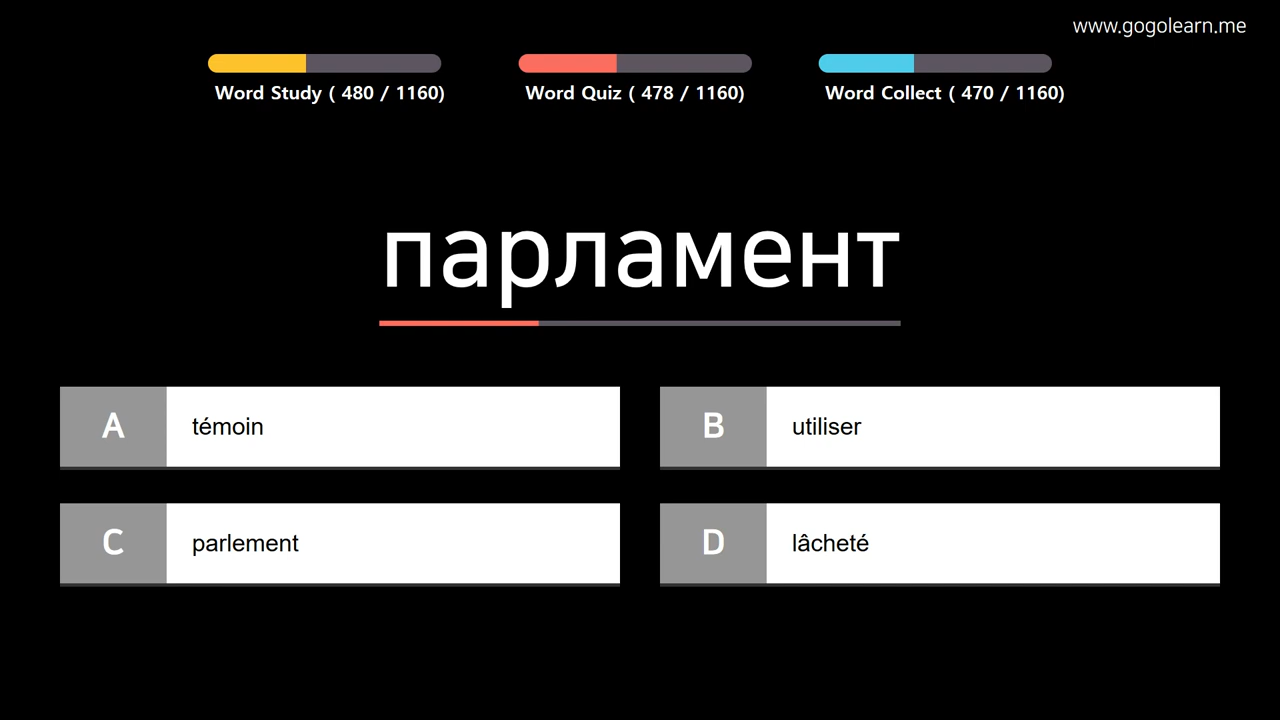 www.gogolearn.me
Word Study ( 480 / 1160)
Word Quiz ( 478 / 1160)
Word Collect ( 470 / 1160)
парламент
A témoin
B utiliser
C parlement
D lâcheté